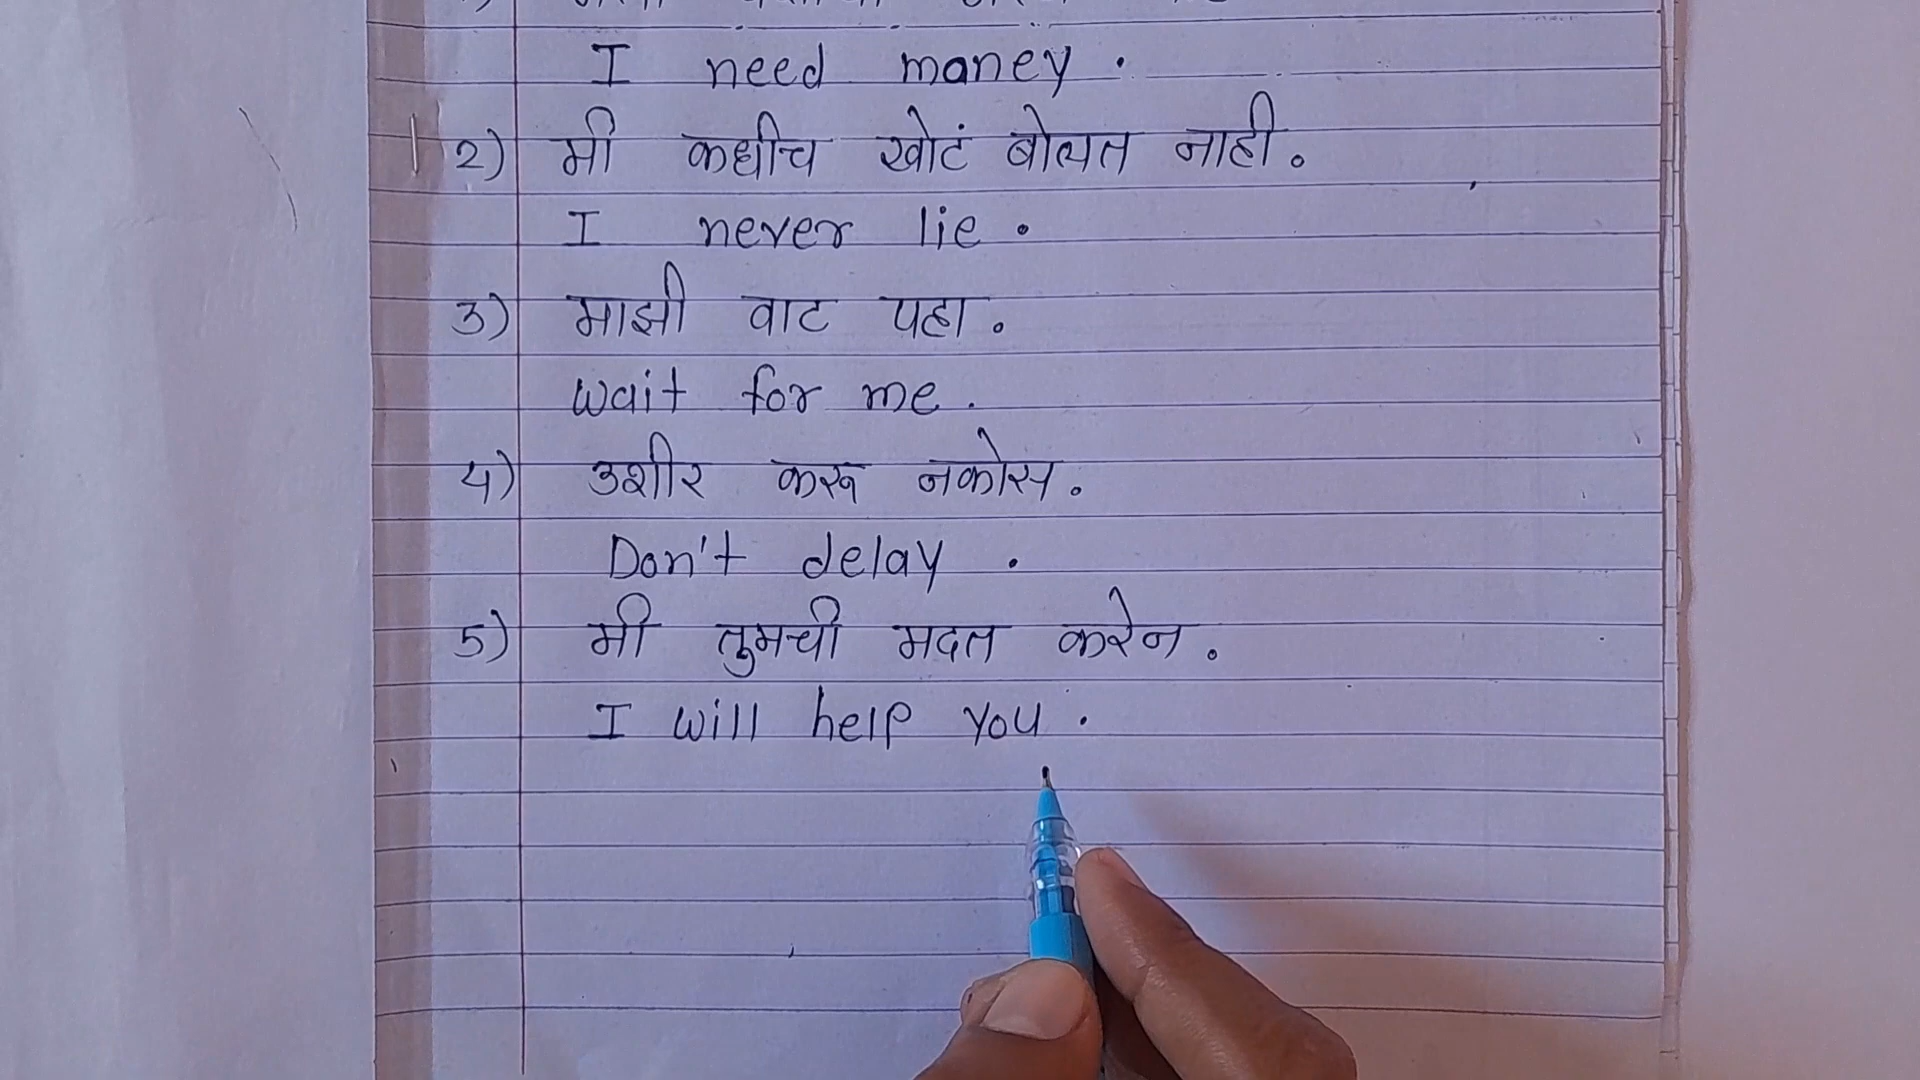 I need money.
2) मी कधीच खोटं बोलत नाही.
I never lie.
3) माझी वाट पहा.
Wait for me.
4) उशीर करू नकोस.
Don't delay.
5) मी तुमची मदत करेन.
I will help you.